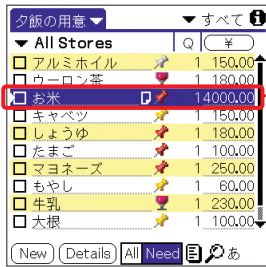 夕飯の用意 すべて
All Stores Q ¥
アルミホイル 1 150.00
ウーロン茶 1 180.00
お米 1 4000.00
キャベツ 1 150.00
しょうゆ 1 180.00
たまご 1 100.00
マヨネーズ 1 250.00
もやし 1 60.00
牛乳 1 230.00
大根 1 100.00
New Details All Need あ